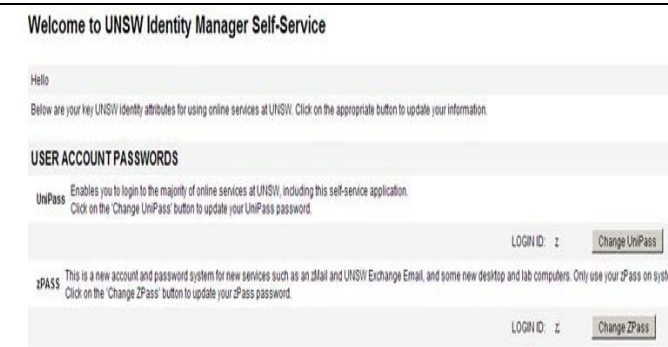 Welcome to UNSW Identity Manager Self-Service
Hello
Below are your key UNSW identity attributes for using online services at UNSW. Click on the appropriate button to update your information.
USER ACCOUNT PASSWORDS
UniPass Enables you to login to the majority of online services at UNSW, including this self-service application.
Click on the 'Change UniPass' button to update your UniPass password.
LOGIN ID: z Change UniPass
zPASS This is a new account and password system for new services such as an zMail and UNSW Exchange Email, and some new desktop and lab computers. Only use your zPass on syst
Click on the 'Change ZPass' button to update your zPass password.
LOGIN ID: z Change ZPass